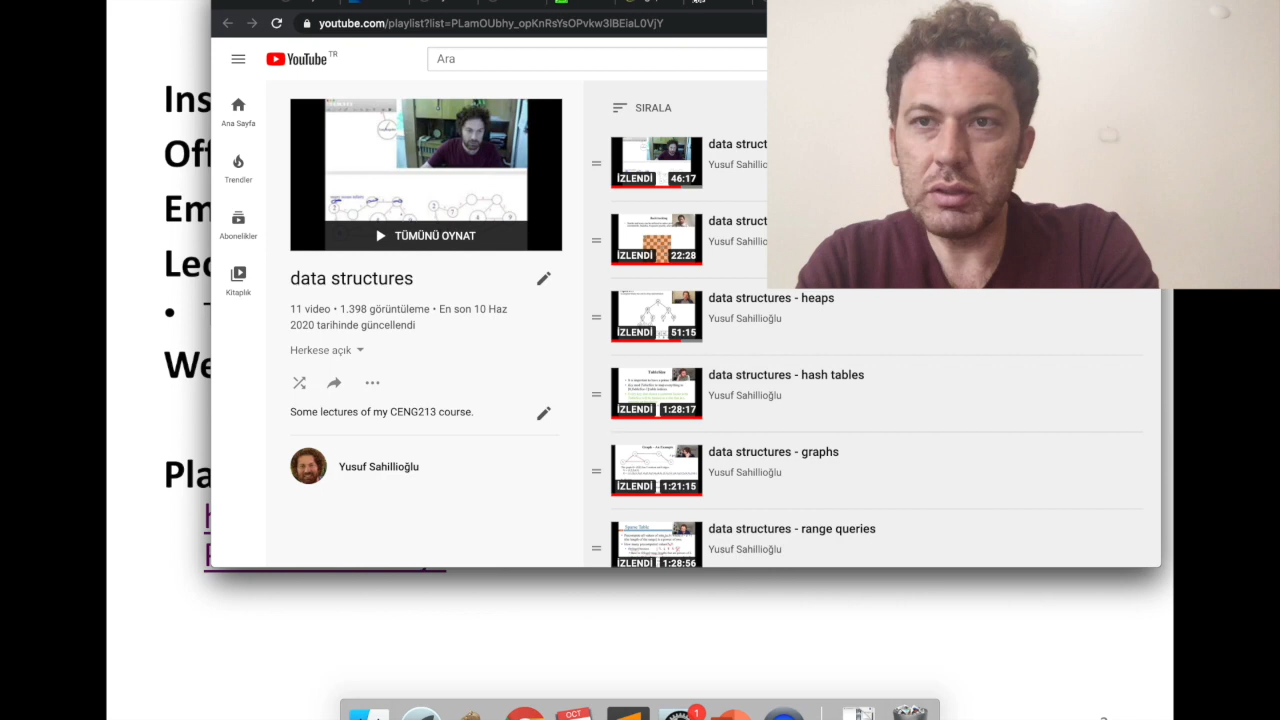 youtube.com/playlist?list=PLamOUbhy_opKnRsYsOPvkw3lBEiaL0VjY
YouTube TR
Ara
Ana Sayfa
Trendler
Abonelikler
Kitaplık
TÜMÜNÜ OYNAT
data structures
11 video • 1.398 görüntüleme • En son 10 Haz
2020 tarihinde güncellendi
Herkese açık
Some lectures of my CENG213 course.
Yusuf Sahillioğlu
SIRALA
data struct
Yusuf Sahillio
İZLENDİ 46:17
data struct
Yusuf Sahillio
İZLENDİ 22:28
data structures - heaps
Yusuf Sahillioğlu
İZLENDİ 51:15
data structures - hash tables
Yusuf Sahillioğlu
İZLENDİ 1:28:17
data structures - graphs
Yusuf Sahillioğlu
İZLENDİ 1:21:15
data structures - range queries
Yusuf Sahillioğlu
İZLENDİ 1:28:56
Ins
Off
Em
Lec
We
Pla
OCT
1